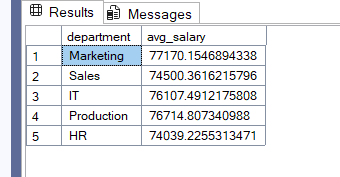 Results Messages
department avg_salary
1 Marketing 77170.1546894338
2 Sales 74500.3616215796
3 IT 76107.4912175808
4 Production 76714.807340988
5 HR 74039.2255313471